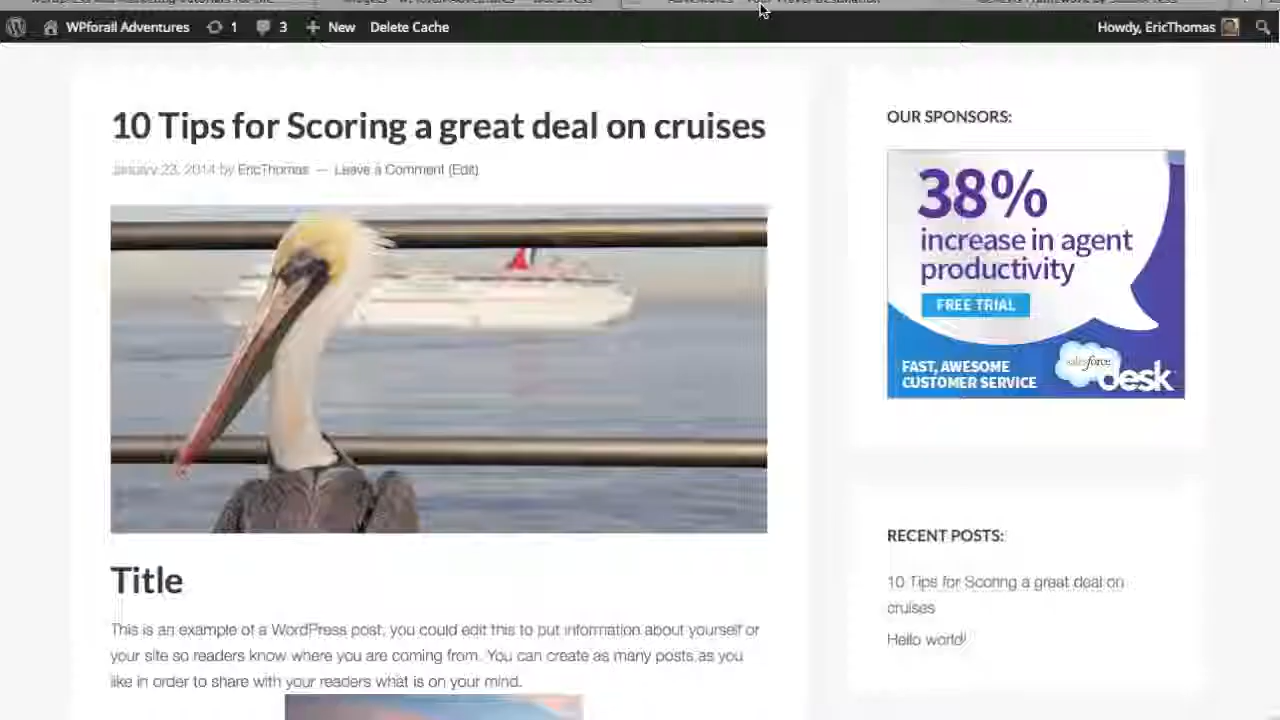 WPforall Adventures
1
3
New
Delete Cache
Howdy, EricThomas
10 Tips for Scoring a great deal on cruises
January 23, 2014 by EricThomas — Leave a Comment (Edit)
Title
This is an example of a WordPress post, you could edit this to put information about yourself or
your site so readers know where you are coming from. You can create as many posts as you
like in order to share with your readers what is on your mind.
OUR SPONSORS:
38%
increase in agent
productivity
FREE TRIAL
FAST, AWESOME
CUSTOMER SERVICE
salesforce
desk
RECENT POSTS:
10 Tips for Scoring a great deal on
cruises
Hello world!